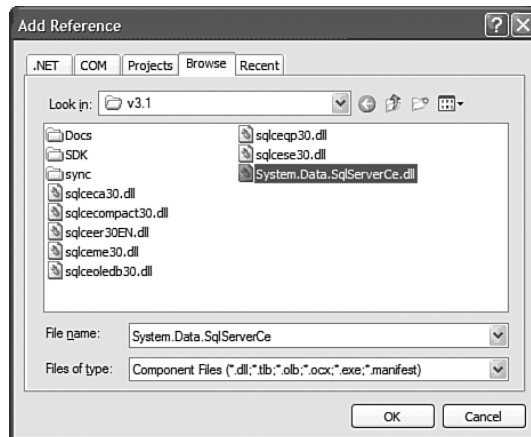 Add Reference
.NET COM Projects Browse Recent
Look in: v3.1
Docs
SDK
sync
sqlceca30.dll
sqlcecompact30.dll
sqlceer30EN.dll
sqlceme30.dll
sqlceoledb30.dll
sqlceqp30.dll
sqlcese30.dll
System.Data.SqlServerCe.dll
File name: System.Data.SqlServerCe
Files of type: Component Files (*.dll;*.tlb;*.olb;*.ocx;*.exe;*.manifest)
OK Cancel